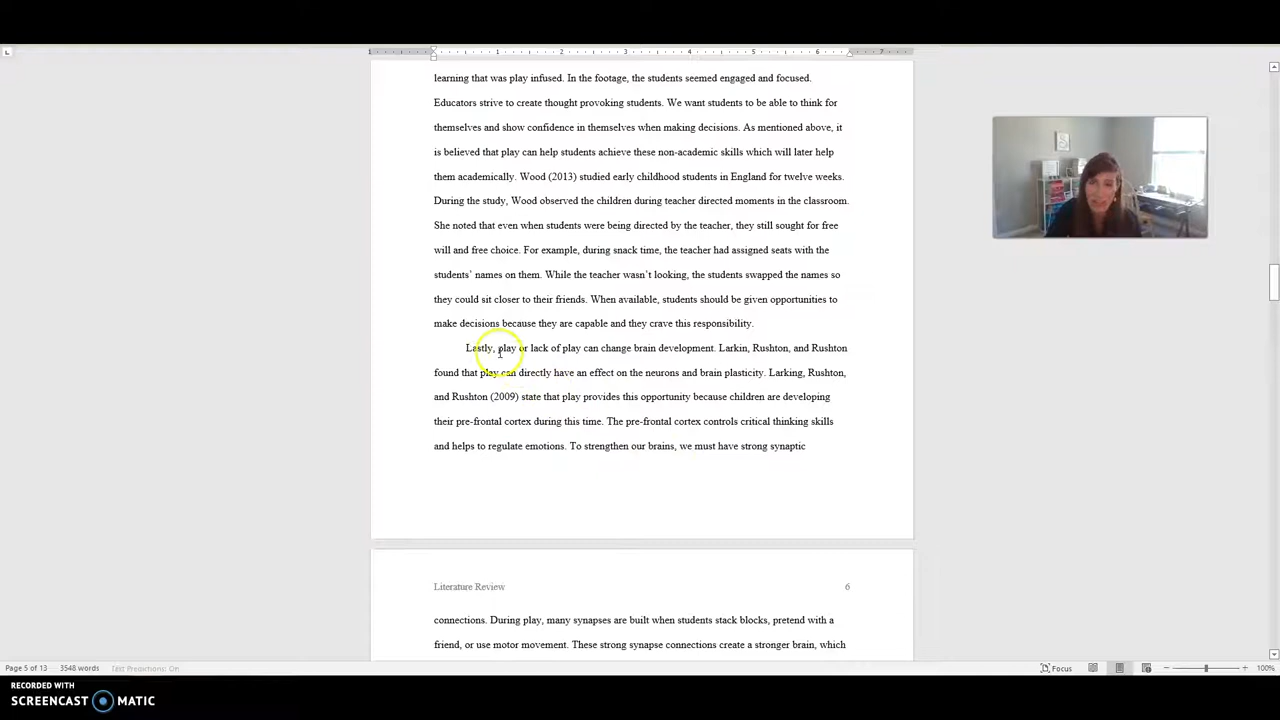 1 1 2 3 4 5 6 7
learning that was play infused. In the footage, the students seemed engaged and focused.
Educators strive to create thought provoking students. We want students to be able to think for
themselves and show confidence in themselves when making decisions. As mentioned above, it
is believed that play can help students achieve these non-academic skills which will later help
them academically. Wood (2013) studied early childhood students in England for twelve weeks.
During the study, Wood observed the children during teacher directed moments in the classroom.
She noted that even when students were being directed by the teacher, they still sought for free
will and free choice. For example, during snack time, the teacher had assigned seats with the
students' names on them. While the teacher wasn't looking, the students swapped the names so
they could sit closer to their friends. When available, students should be given opportunities to
make decisions because they are capable and they crave this responsibility.
Lastly, play or lack of play can change brain development. Larkin, Rushton, and Rushton
found that play can directly have an effect on the neurons and brain plasticity. Larking, Rushton,
and Rushton (2009) state that play provides this opportunity because children are developing
their pre-frontal cortex during this time. The pre-frontal cortex controls critical thinking skills
and helps to regulate emotions. To strengthen our brains, we must have strong synaptic
Literature Review 6
connections. During play, many synapses are built when students stack blocks, pretend with a
friend, or use motor movement. These strong synapse connections create a stronger brain, which
Page 5 of 13 3548 words Text Predictions: On Focus 100%
RECORDED WITH
SCREENCAST MATIC